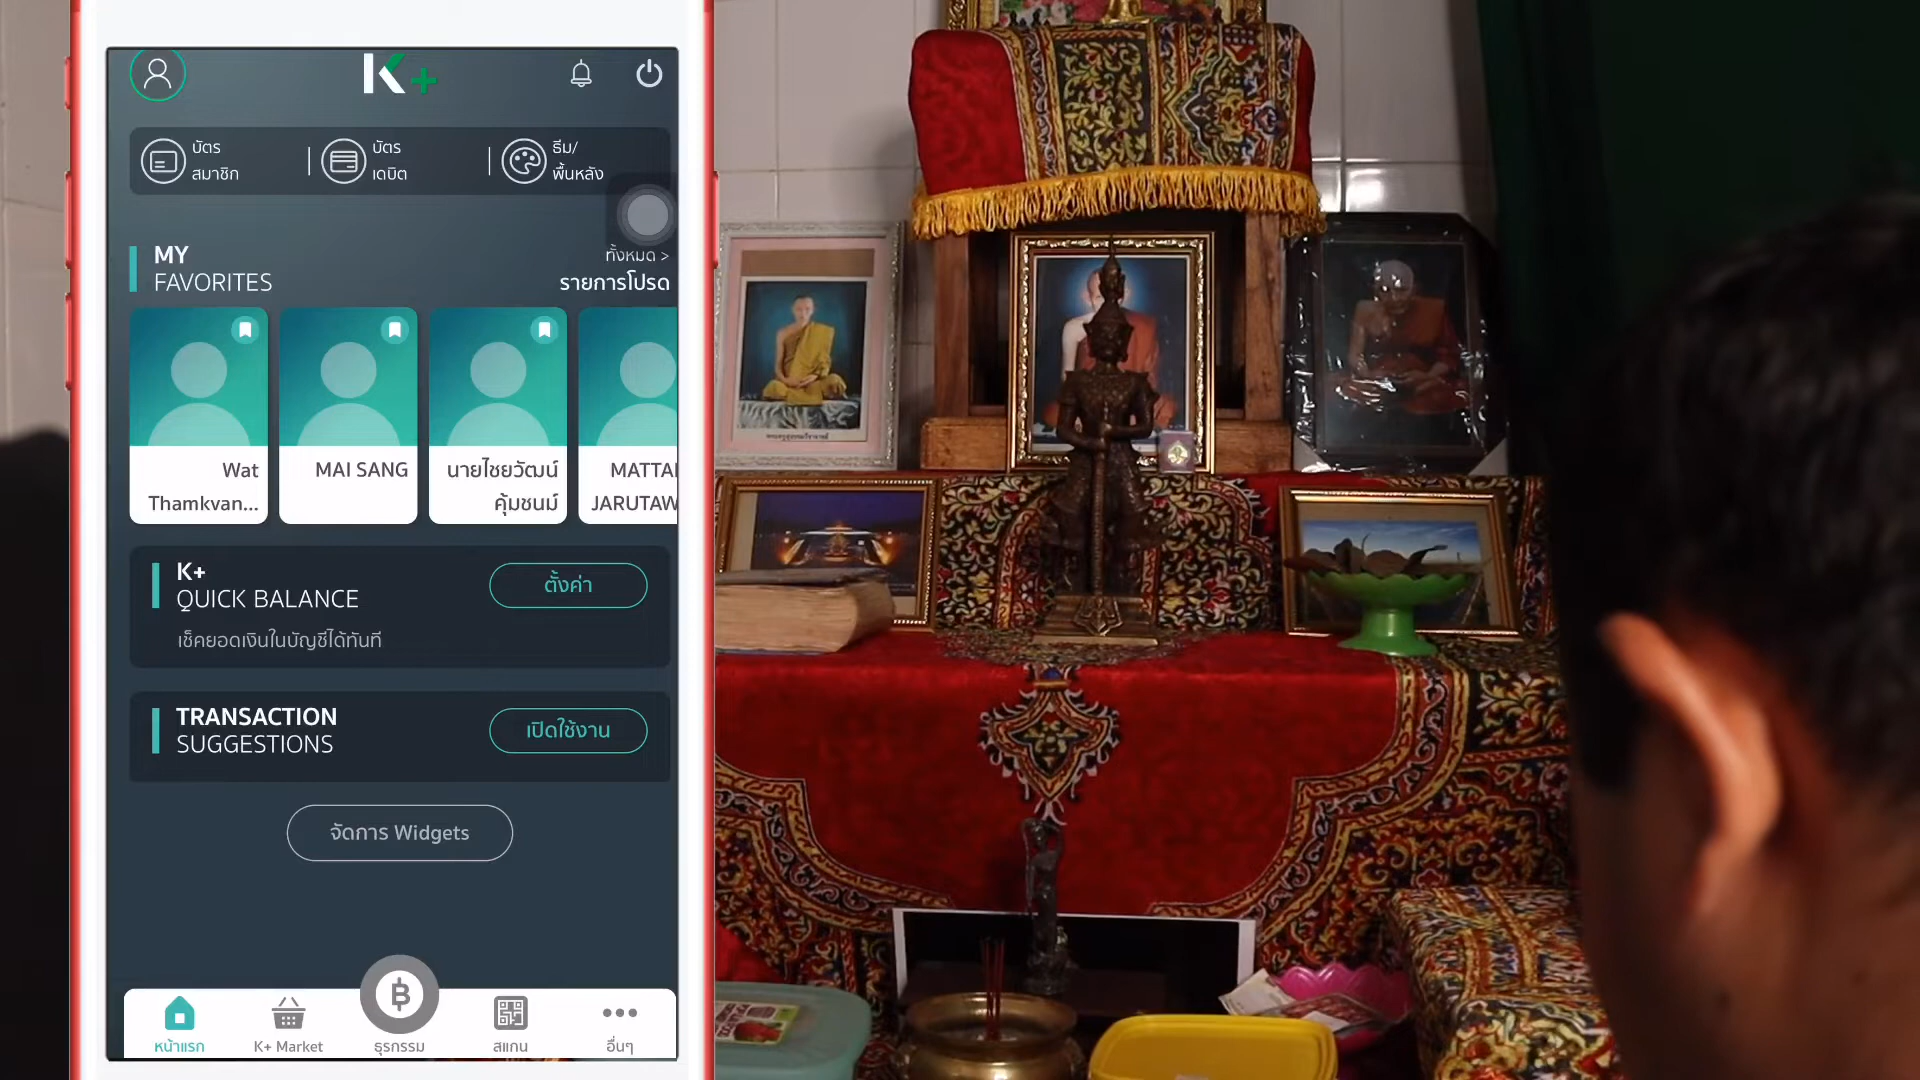 K+
บัตร
สมาชิก
บัตร
เดบิต
ธีม/
พื้นหลัง
MY
FAVORITES
ทั้งหมด >
รายการโปรด
Wat
Thamkvan...
MAI SANG
นายไชยวัฒน์
คุ้มชนม์
MATTA
JARUTAW
K+
QUICK BALANCE
ตั้งค่า
เช็คยอดเงินในบัญชีได้ทันที
TRANSACTION
SUGGESTIONS
เปิดใช้งาน
จัดการ Widgets
หน้าแรก
K+ Market
ธุรกรรม
สแกน
อื่นๆ